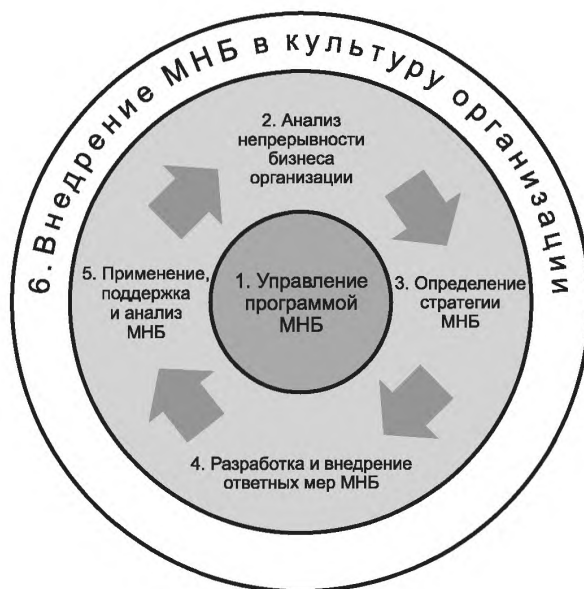 6. Внедрение МНБ в культуру организации
2. Анализ
непрерывности
бизнеса
организации
5. Применение,
поддержка
и анализ
МНБ
1. Управление
программой
МНБ
3. Определение
стратегии
МНБ
4. Разработка и внедрение
ответных мер МНБ